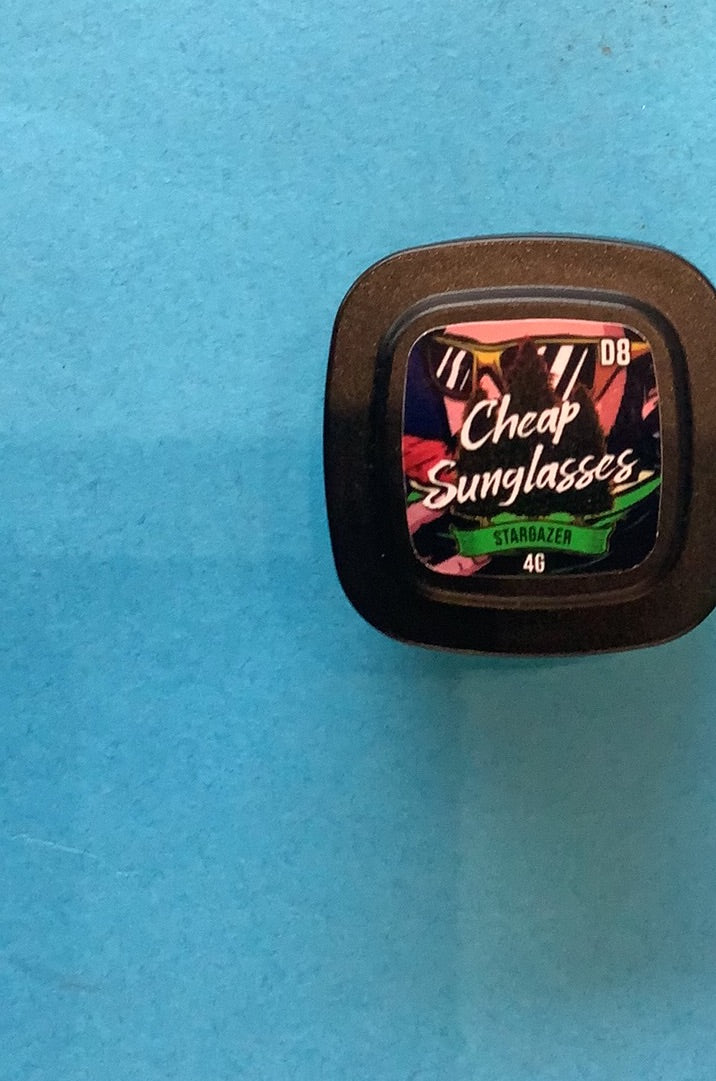 D8
Cheap
Sunglasses
STARGAZER
4G